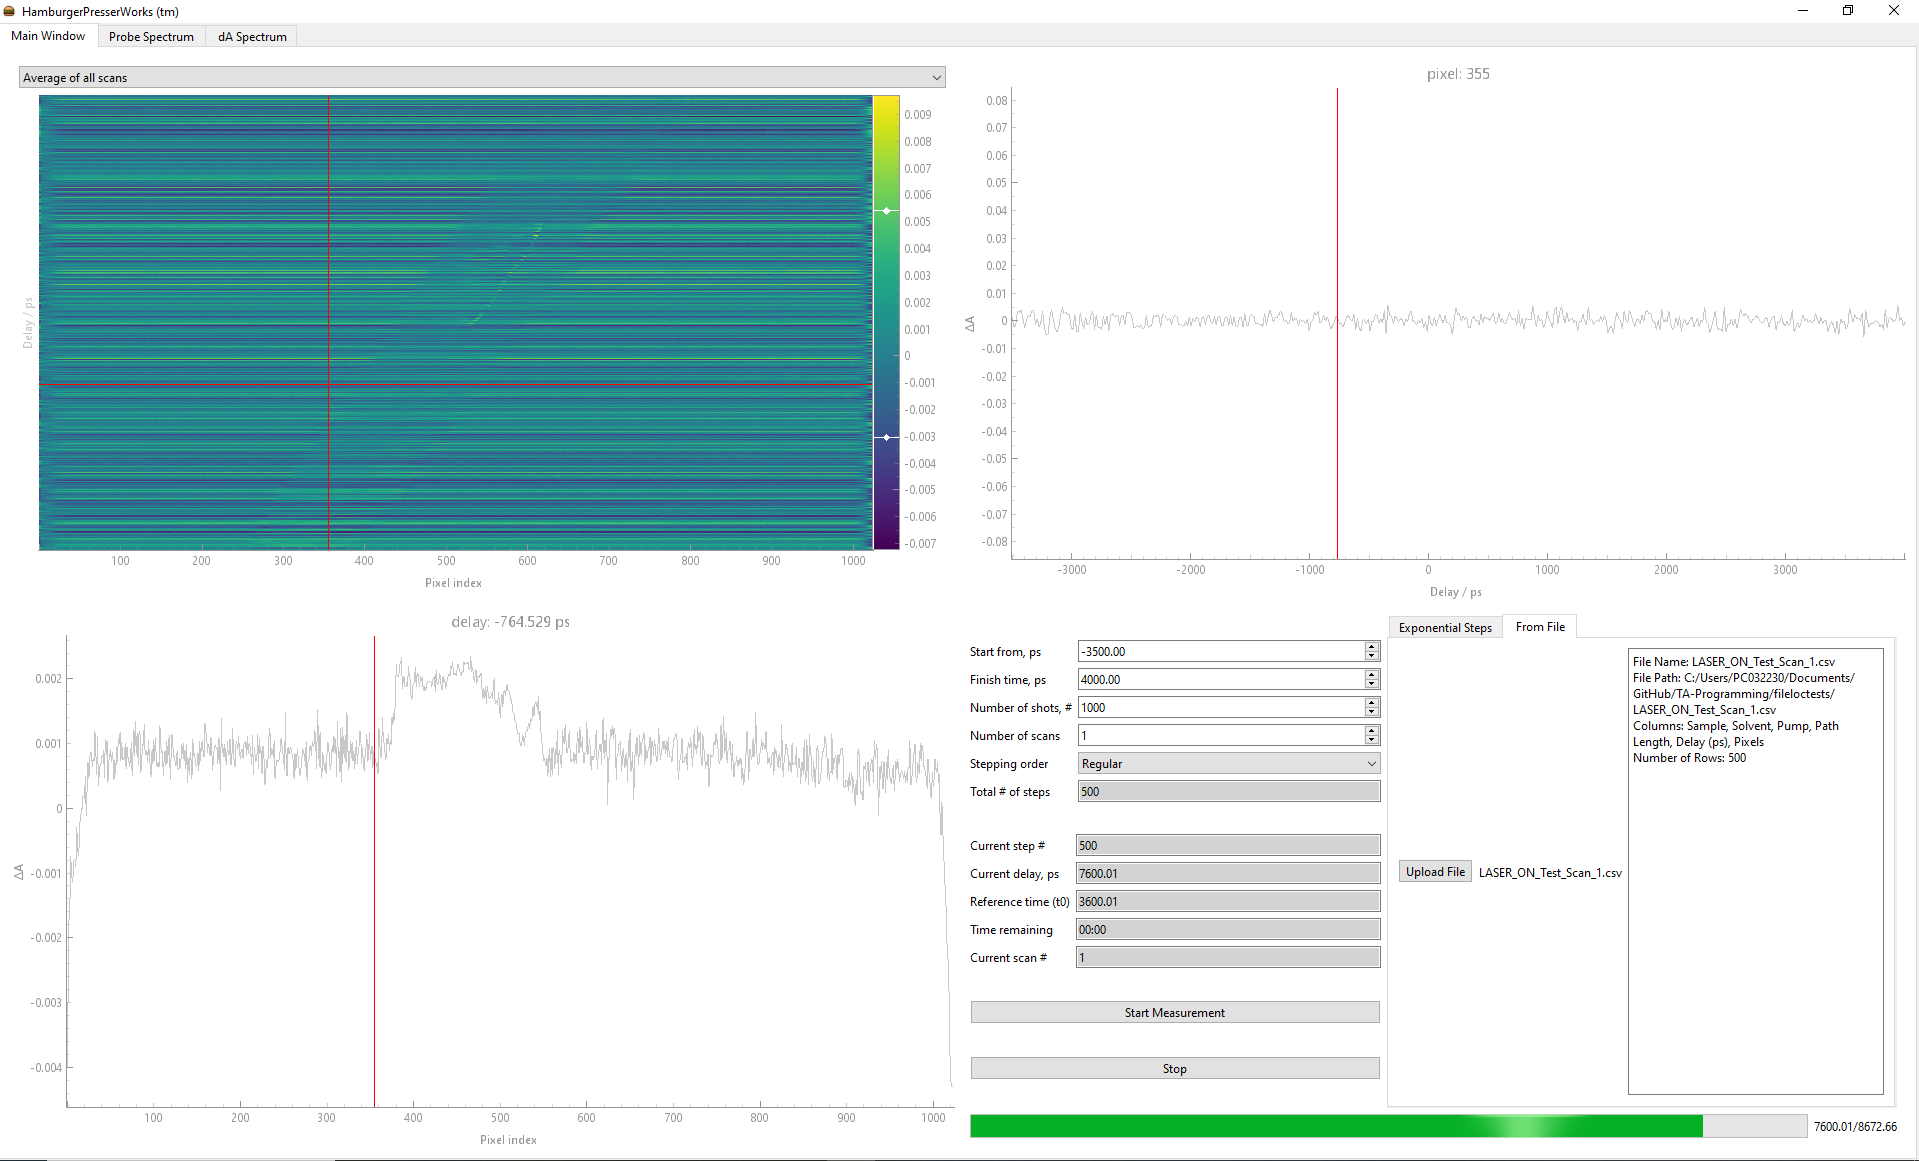 HamburgerPresserWorks (tm)
Main Window
Probe Spectrum
dA Spectrum
Average of all scans
Delay / ps
0.009
0.008
0.007
0.006
0.005
0.004
0.003
0.002
0.001
0
-0.001
-0.002
-0.003
-0.004
-0.005
-0.006
-0.007
100 200 300 400 500 600 700 800 900 1000
Pixel index
pixel: 355
ΔA
0.08
0.07
0.06
0.05
0.04
0.03
0.02
0.01
0
-0.01
-0.02
-0.03
-0.04
-0.05
-0.06
-0.07
-0.08
-3000 -2000 -1000 0 1000 2000 3000
Delay / ps
delay: -764.529 ps
ΔA
0.002
0.001
0
-0.001
-0.002
-0.003
-0.004
100 200 300 400 500 600 700 800 900 1000
Pixel index
Start from, ps -3500.00
Finish time, ps 4000.00
Number of shots, # 1000
Number of scans 1
Stepping order Regular
Total # of steps 500
Current step # 500
Current delay, ps 7600.01
Reference time (t0) 3600.01
Time remaining 00:00
Current scan # 1
Start Measurement
Stop
Exponential Steps
From File
Upload File LASER_ON_Test_Scan_1.csv
File Name: LASER_ON_Test_Scan_1.csv
File Path: C:/Users/PC032230/Documents/
GitHub/TA-Programming/fileloctests/
LASER_ON_Test_Scan_1.csv
Columns: Sample, Solvent, Pump, Path
Length, Delay (ps), Pixels
Number of Rows: 500
7600.01/8672.66